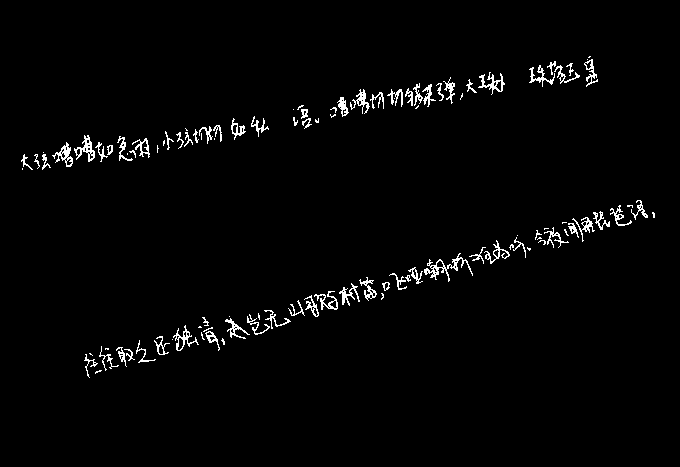 大弦嘈嘈如急雨,小弦切切如私语。嘈嘈切切错杂弹,大珠小珠落玉盘
往往取之还独倾,岂无山歌与村笛,呕哑嘲哳难为听。今夜闻君琵琶语,